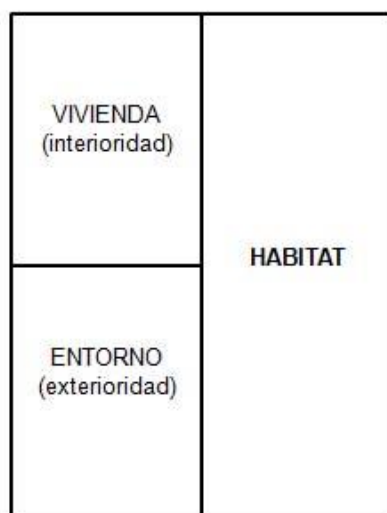 VIVIENDA
(interioridad)
HABITAT
ENTORNO
(exterioridad)